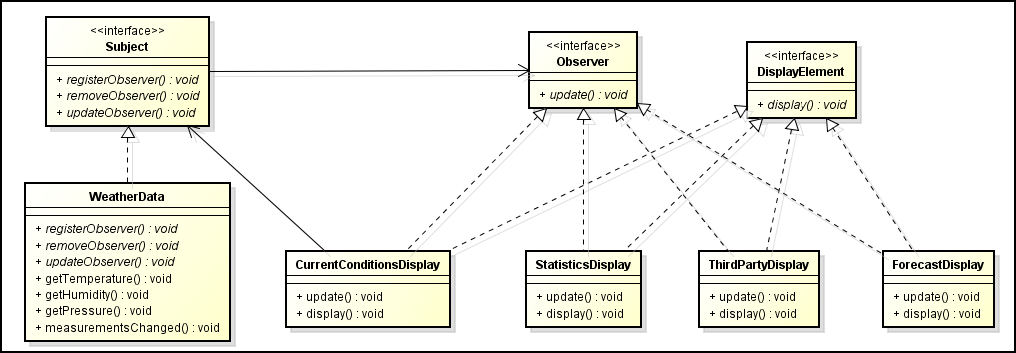 <<interface>>
Subject
+ registerObserver() : void
+ removeObserver() : void
+ updateObserver() : void
<<interface>>
Observer
+ update() : void
<<interface>>
DisplayElement
+ display() : void
WeatherData
+ registerObserver() : void
+ removeObserver() : void
+ updateObserver() : void
+ getTemperature() : void
+ getHumidity() : void
+ getPressure() : void
+ measurementsChanged() : void
CurrentConditionsDisplay
+ update() : void
+ display() : void
StatisticsDisplay
+ update() : void
+ display() : void
ThirdPartyDisplay
+ update() : void
+ display() : void
ForecastDisplay
+ update() : void
+ display() : void